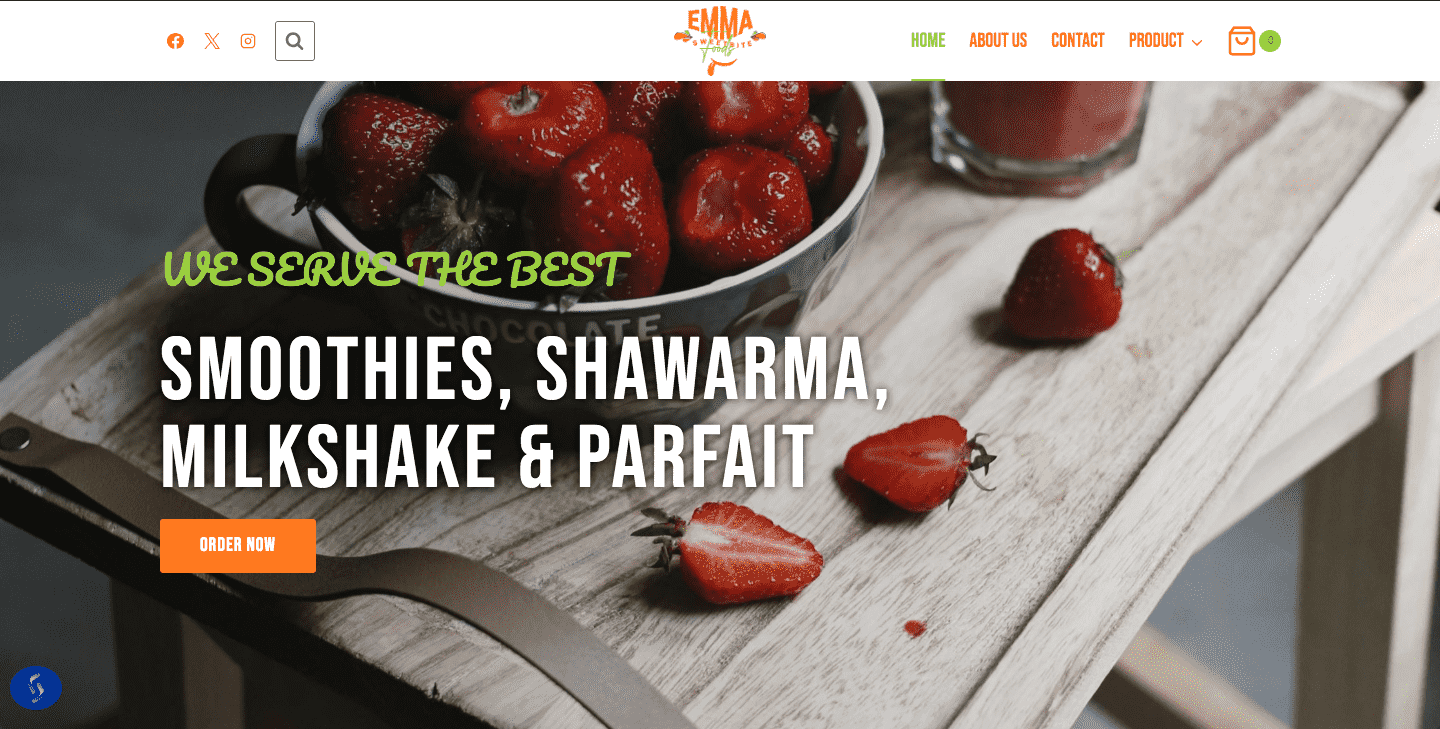 EMMA
SWEETBITE
Foods
HOME
ABOUT US
CONTACT
PRODUCT
0
WE SERVE THE BEST
CHOCOLATE
SMOOTHIES, SHAWARMA,
MILKSHAKE & PARFAIT
ORDER NOW